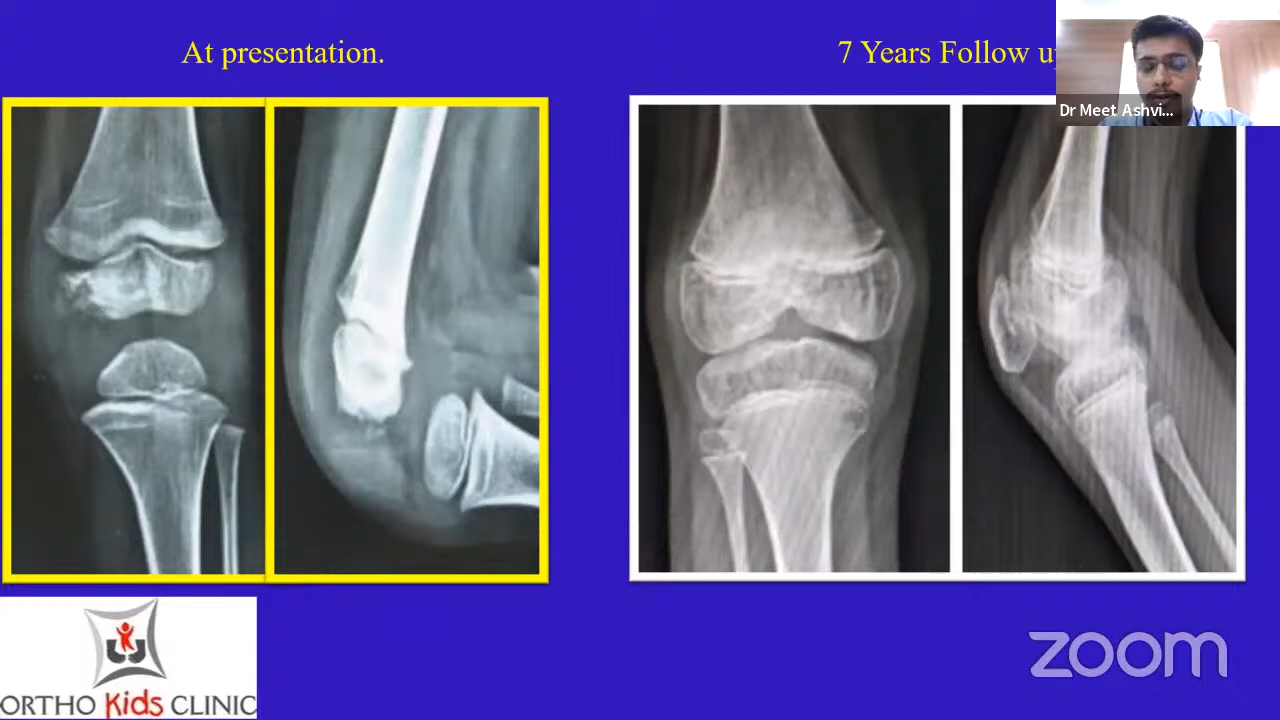 At presentation.
7 Years Follow
Dr Meet Ashvi...
ORTHO Kids CLINIC
zoom